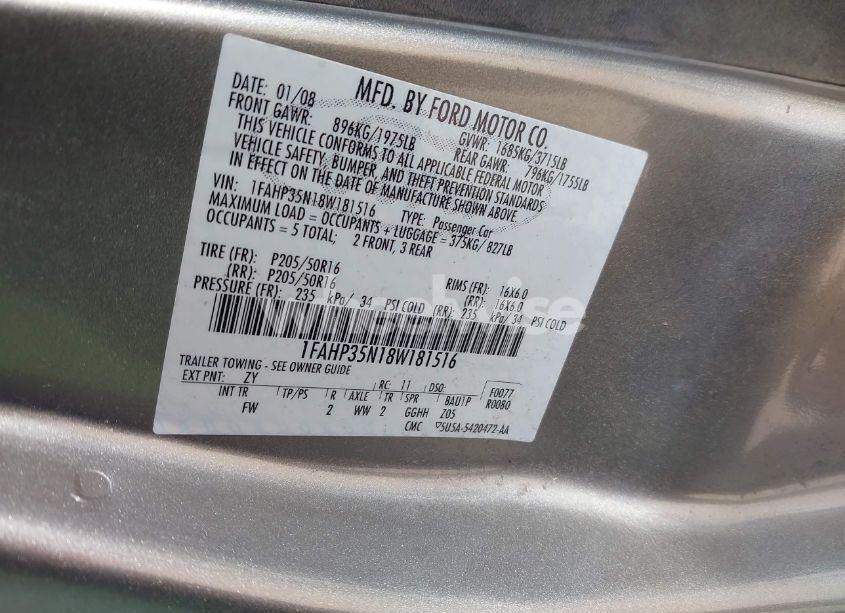 MFD. BY FORD MOTOR CO.
DATE: 01/08 GVWR: 1685KG/3715LB
FRONT GAWR: 896KG/1975LB REAR GAWR: 796KG/1755LB
THIS VEHICLE CONFORMS TO ALL APPLICABLE FEDERAL MOTOR
VEHICLE SAFETY, BUMPER, AND THEFT PREVENTION STANDARDS
IN EFFECT ON THE DATE OF MANUFACTURE SHOWN ABOVE.
VIN: 1FAHP35N18W181516 TYPE: Passenger Car
MAXIMUM LOAD = OCCUPANTS + LUGGAGE = 375KG/827LB
OCCUPANTS = 5 TOTAL; 2 FRONT, 3 REAR
TIRE (FR): P205/50R16 RIMS (FR): 16X6.0
(RR): P205/50R16 (RR): 16X6.0
PRESSURE (FR): 235 kPa/ 34 PSI COLD (RR): 235 kPa/ 34 PSI COLD
1FAHP35N18W181516
TRAILER TOWING - SEE OWNER GUIDE
EXT PNT: ZY RC: 11 DSO: F0077
INT TR TP/PS R AXLE TR SPR BAU1P R0080
FW 2 WW 2 GGHH Z05
CMC ▽5U5A-5420472-AA